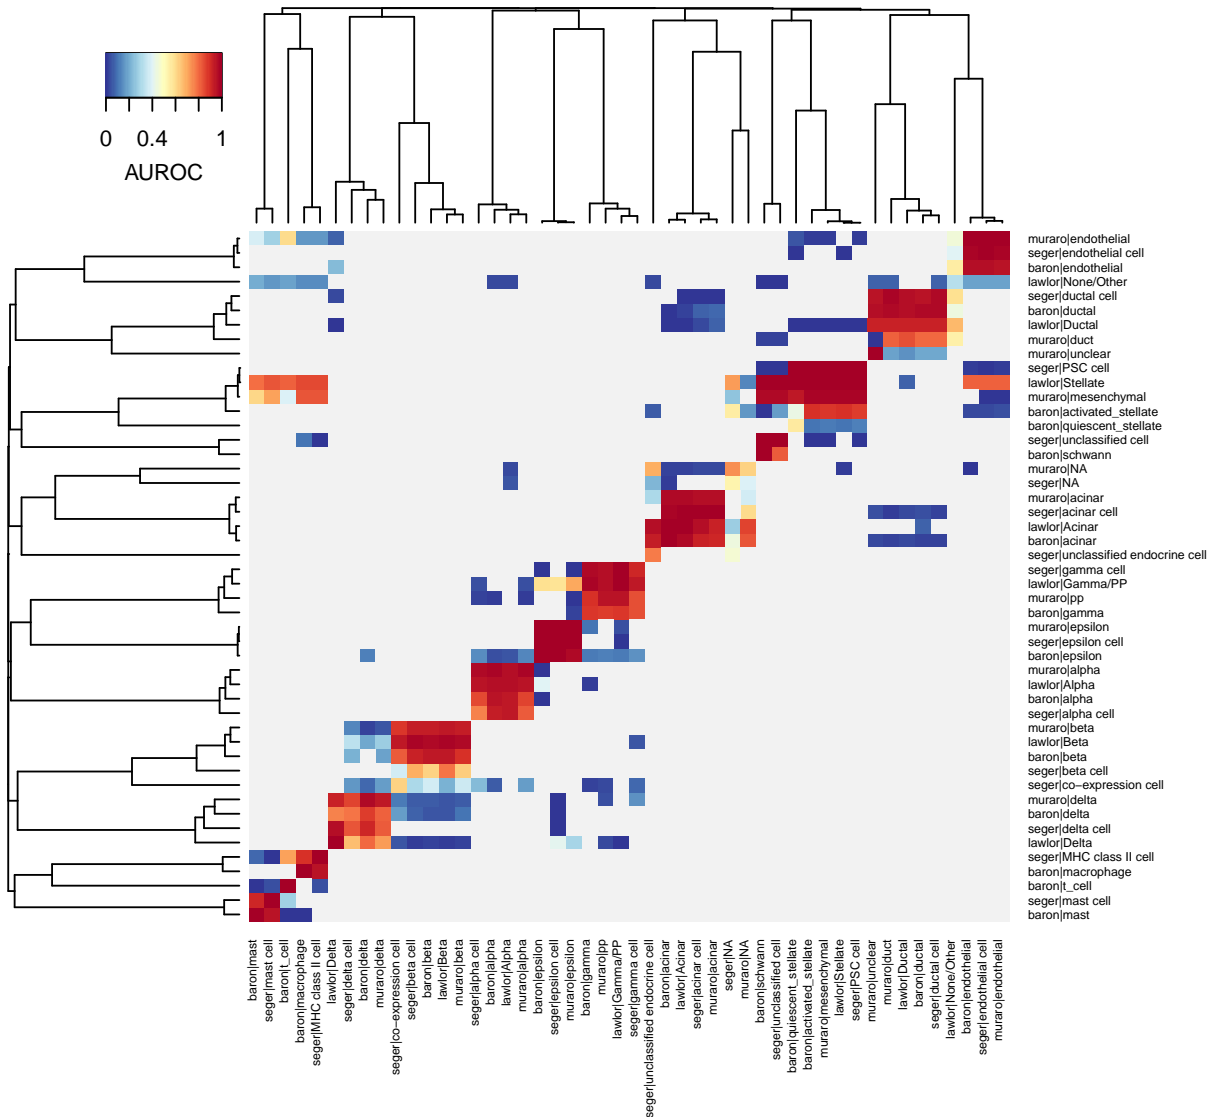 0 0.4 1
AUROC
muraro|endothelial
seger|endothelial cell
baron|endothelial
lawlor|None/Other
seger|ductal cell
baron|ductal
lawlor|Ductal
muraro|duct
muraro|unclear
seger|PSC cell
lawlor|Stellate
muraro|mesenchymal
baron|activated_stellate
baron|quiescent_stellate
seger|unclassified cell
baron|schwann
muraro|NA
seger|NA
muraro|acinar
seger|acinar cell
lawlor|Acinar
baron|acinar
seger|unclassified endocrine cell
seger|gamma cell
lawlor|Gamma/PP
muraro|pp
baron|gamma
muraro|epsilon
seger|epsilon cell
baron|epsilon
muraro|alpha
lawlor|Alpha
baron|alpha
seger|alpha cell
muraro|beta
lawlor|Beta
baron|beta
seger|beta cell
seger|co−expression cell
muraro|delta
baron|delta
seger|delta cell
lawlor|Delta
seger|MHC class II cell
baron|macrophage
baron|t_cell
seger|mast cell
baron|mast
baron|mast
seger|mast cell
baron|t_cell
baron|macrophage
seger|MHC class II cell
lawlor|Delta
seger|delta cell
baron|delta
muraro|delta
seger|co−expression cell
seger|beta cell
baron|beta
lawlor|Beta
muraro|beta
seger|alpha cell
baron|alpha
lawlor|Alpha
muraro|alpha
baron|epsilon
seger|epsilon cell
muraro|epsilon
baron|gamma
muraro|pp
lawlor|Gamma/PP
seger|gamma cell
seger|unclassified endocrine cell
baron|acinar
lawlor|Acinar
seger|acinar cell
muraro|acinar
seger|NA
muraro|NA
baron|schwann
seger|unclassified cell
baron|quiescent_stellate
baron|activated_stellate
muraro|mesenchymal
lawlor|Stellate
seger|PSC cell
muraro|unclear
muraro|duct
lawlor|Ductal
baron|ductal
seger|ductal cell
lawlor|None/Other
baron|endothelial
seger|endothelial cell
muraro|endothelial